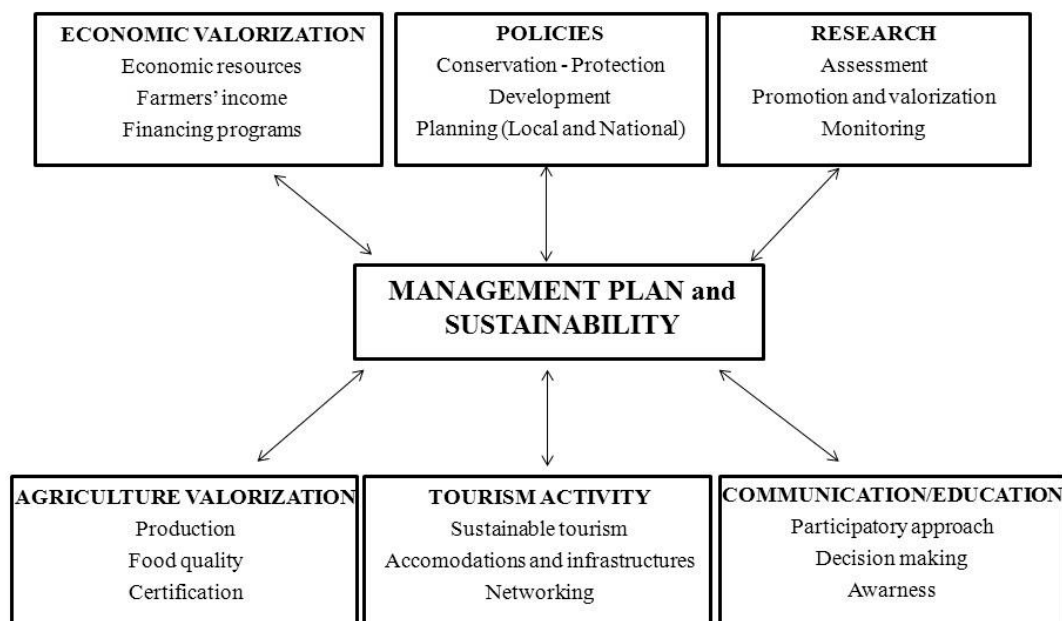 ECONOMIC VALORIZATION
Economic resources
Farmers' income
Financing programs
POLICIES
Conservation - Protection
Development
Planning (Local and National)
RESEARCH
Assessment
Promotion and valorization
Monitoring
MANAGEMENT PLAN and
SUSTAINABILITY
AGRICULTURE VALORIZATION
Production
Food quality
Certification
TOURISM ACTIVITY
Sustainable tourism
Accomodations and infrastructures
Networking
COMMUNICATION/EDUCATION
Participatory approach
Decision making
Awarness